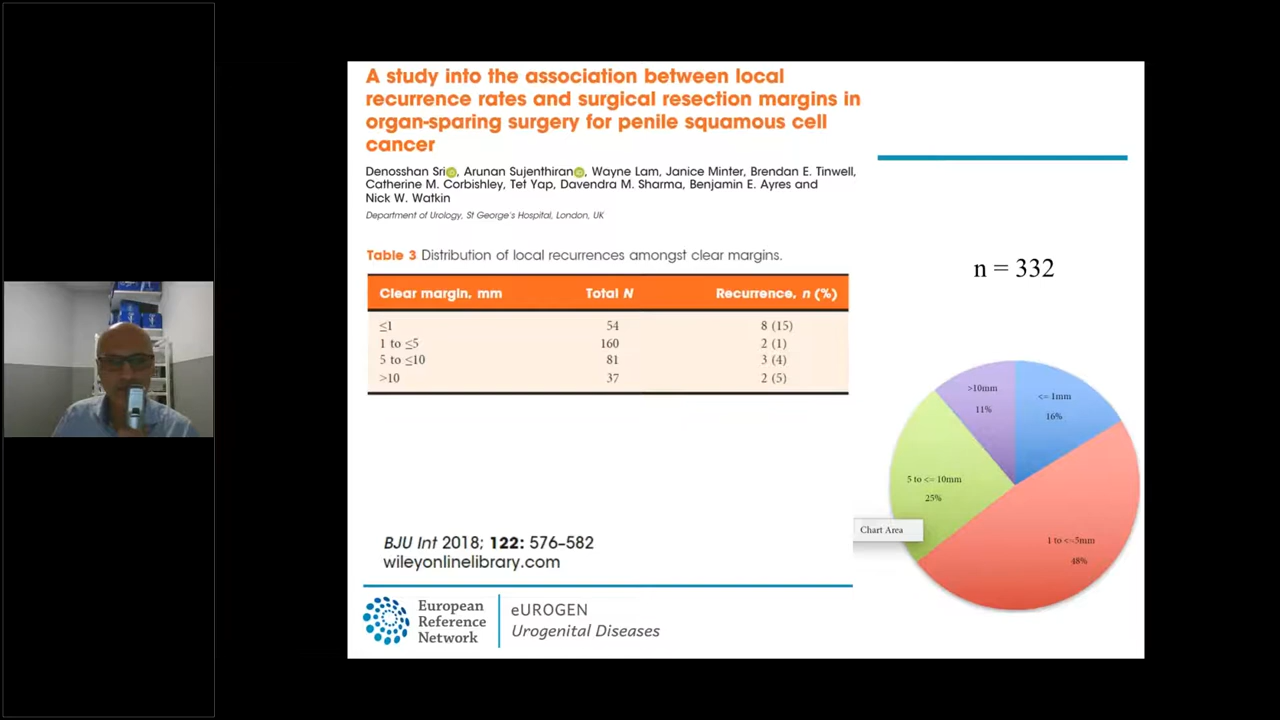 A study into the association between local
recurrence rates and surgical resection margins in
organ-sparing surgery for penile squamous cell
cancer
Denosshan Sri, Arunan Sujenthiran, Wayne Lam, Janice Minter, Brendan E. Tinwell,
Catherine M. Corbishley, Tet Yap, Davendra M. Sharma, Benjamin E. Ayres and
Nick W. Watkin
Department of Urology, St George's Hospital, London, UK
Table 3 Distribution of local recurrences amongst clear margins.
Clear margin, mm Total N Recurrence, n (%)
≤1 54 8 (15)
1 to ≤5 160 2 (1)
5 to ≤10 81 3 (4)
>10 37 2 (5)
n = 332
>10mm
11%
<= 1mm
16%
5 to <= 10mm
25%
Chart Area
1 to <=5mm
48%
BJU Int 2018; 122: 576–582
wileyonlinelibrary.com
European
Reference
Network
eUROGEN
Urogenital Diseases